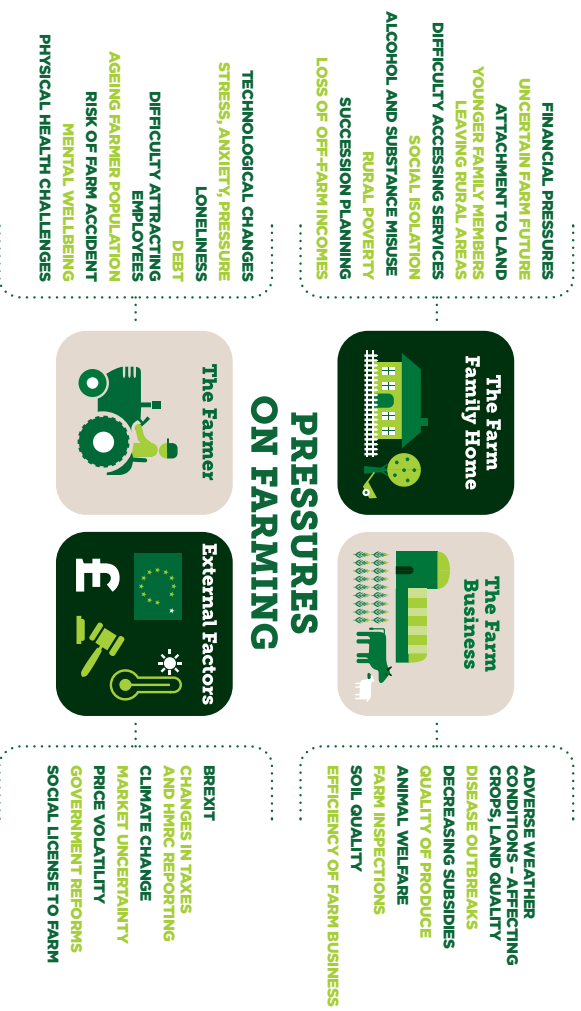 FINANCIAL PRESSURES
UNCERTAIN FARM FUTURE
ATTACHMENT TO LAND
YOUNGER FAMILY MEMBERS
LEAVING RURAL AREAS
DIFFICULTY ACCESSING SERVICES
SOCIAL ISOLATION
ALCOHOL AND SUBSTANCE MISUSE
RURAL POVERTY
SUCCESSION PLANNING
LOSS OF OFF-FARM INCOMES
The Farm
Family Home
The Farm
Business
ADVERSE WEATHER
CONDITIONS – AFFECTING
CROPS, LAND QUALITY
DISEASE OUTBREAKS
DECREASING SUBSIDIES
QUALITY OF PRODUCE
ANIMAL WELFARE
FARM INSPECTIONS
SOIL QUALITY
EFFICIENCY OF FARM BUSINESS
PRESSURES
ON FARMING
TECHNOLOGICAL CHANGES
STRESS, ANXIETY, PRESSURE
LONELINESS
DEBT
DIFFICULTY ATTRACTING
EMPLOYEES
AGEING FARMER POPULATION
RISK OF FARM ACCIDENT
MENTAL WELLBEING
PHYSICAL HEALTH CHALLENGES
The Farmer
External Factors
£
BREXIT
CHANGES IN TAXES
AND HMRC REPORTING
CLIMATE CHANGE
MARKET UNCERTAINTY
PRICE VOLATILITY
GOVERNMENT REFORMS
SOCIAL LICENSE TO FARM